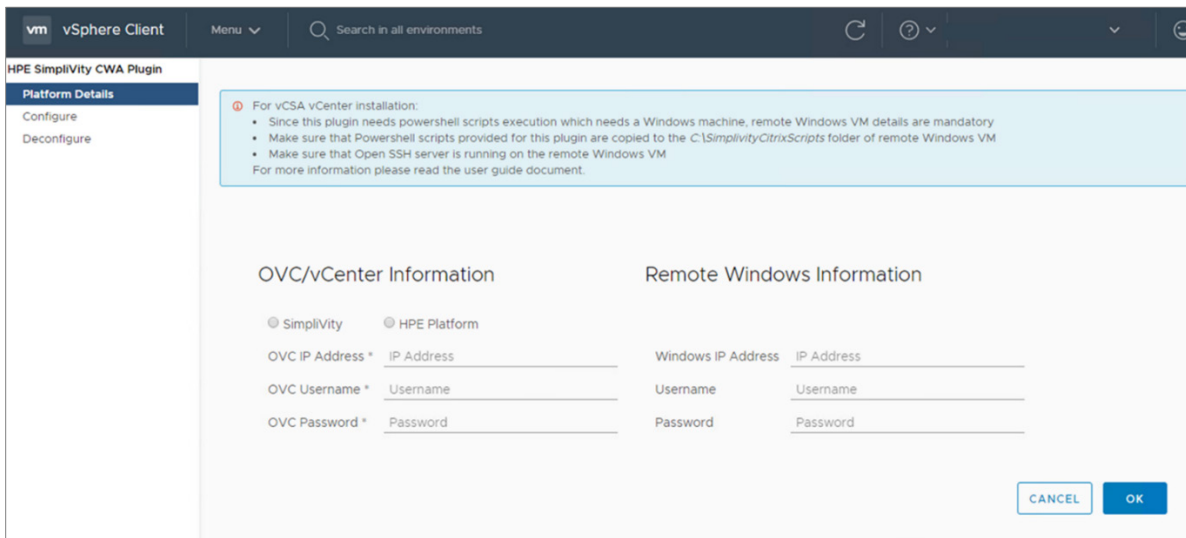 vm vSphere Client Menu Search in all environments
HPE SimpliVity CWA Plugin
Platform Details
Configure
Deconfigure
For vCSA vCenter installation:
• Since this plugin needs powershell scripts execution which needs a Windows machine, remote Windows VM details are mandatory
• Make sure that Powershell scripts provided for this plugin are copied to the C:\SimplivityCitrixScripts folder of remote Windows VM
• Make sure that Open SSH server is running on the remote Windows VM
For more information please read the user guide document.
OVC/vCenter Information
SimpliVity HPE Platform
OVC IP Address * IP Address
OVC Username * Username
OVC Password * Password
Remote Windows Information
Windows IP Address IP Address
Username Username
Password Password
CANCEL OK